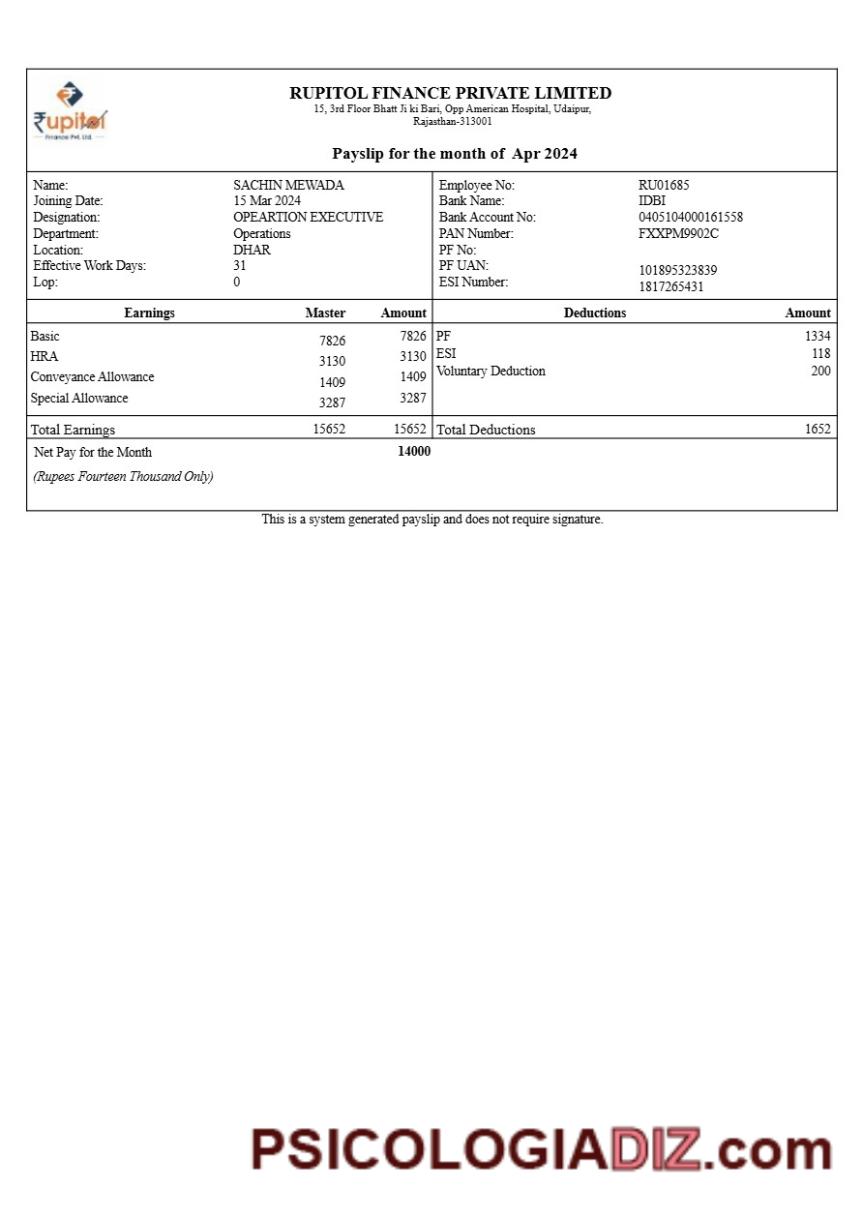 ₹upitol
Finance Pvt. Ltd.
RUPITOL FINANCE PRIVATE LIMITED
15, 3rd Floor Bhatt Ji ki Bari, Opp American Hospital, Udaipur,
Rajasthan-313001
Payslip for the month of Apr 2024
Name: SACHIN MEWADA Employee No: RU01685
Joining Date: 15 Mar 2024 Bank Name: IDBI
Designation: OPEARTION EXECUTIVE Bank Account No: 0405104000161558
Department: Operations PAN Number: FXXPM9902C
Location: DHAR PF No:
Effective Work Days: 31 PF UAN: 101895323839
Lop: 0 ESI Number: 1817265431
Earnings Master Amount Deductions Amount
Basic 7826 7826 PF 1334
HRA 3130 3130 ESI 118
Conveyance Allowance 1409 1409 Voluntary Deduction 200
Special Allowance 3287 3287
Total Earnings 15652 15652 Total Deductions 1652
Net Pay for the Month 14000
(Rupees Fourteen Thousand Only)
This is a system generated payslip and does not require signature.
PSICOLOGIADIZ.com